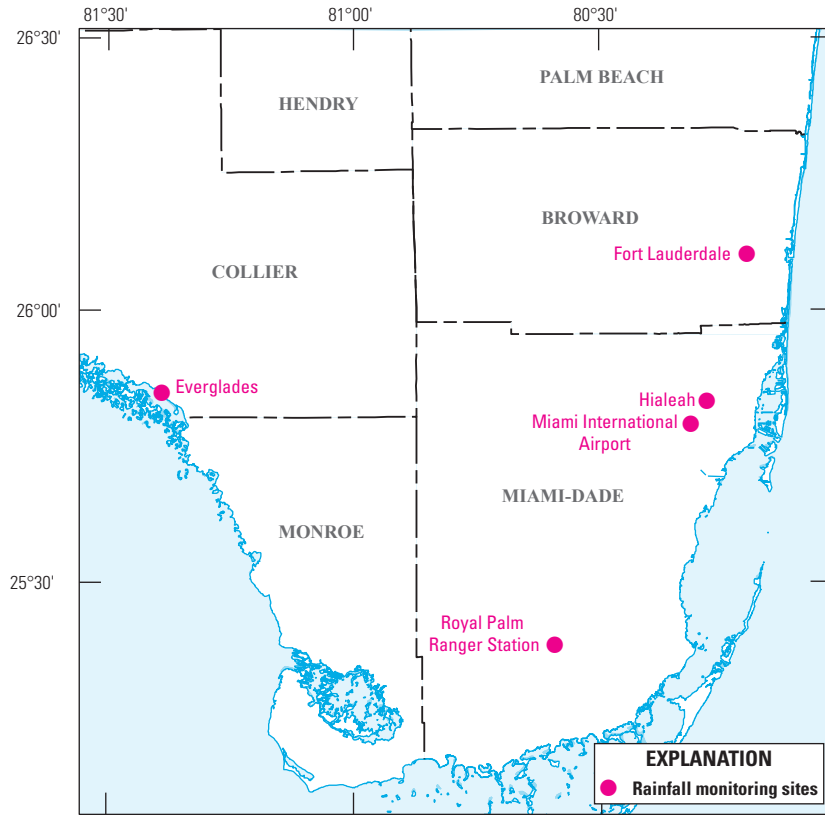 81°30'
81°00'
80°30'
26°30'
PALM BEACH
HENDRY
BROWARD
Fort Lauderdale
COLLIER
26°00'
Everglades
Hialeah
Miami International
Airport
MIAMI-DADE
MONROE
25°30'
Royal Palm
Ranger Station
EXPLANATION
Rainfall monitoring sites